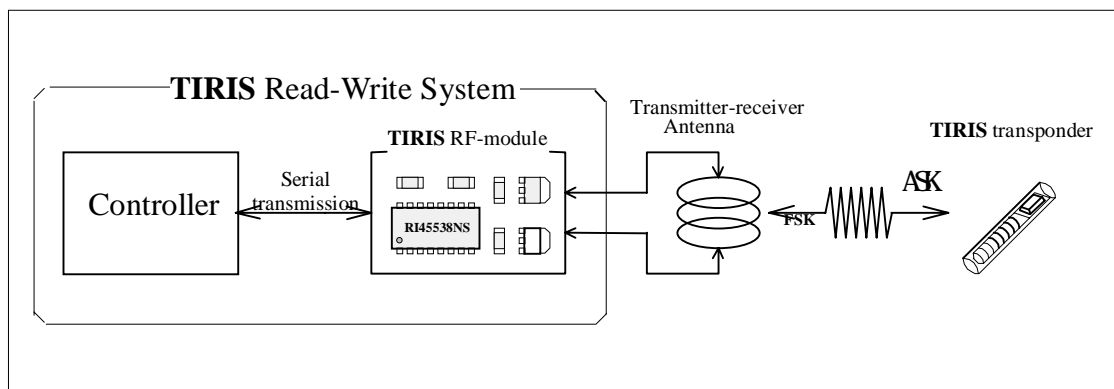 TIRIS Read-Write System
Transmitter-receiver
Antenna
TIRIS transponder
TIRIS RF-module
Controller
Serial
transmission
RI45538NS
FSK
ASK